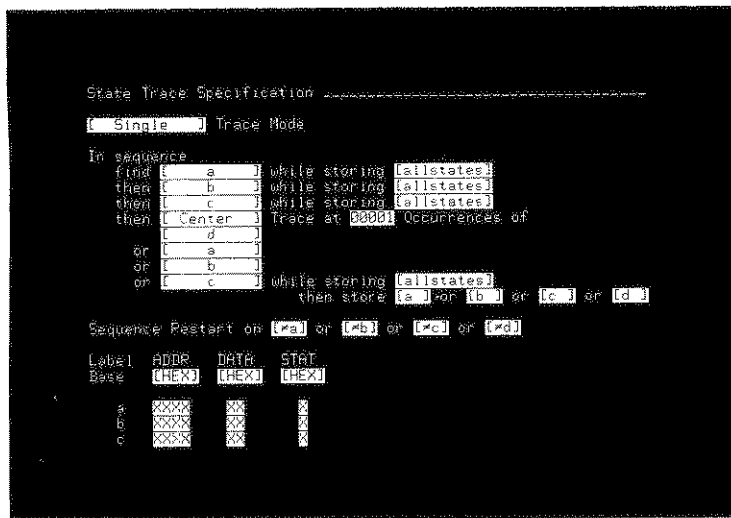 State Trace Specification
[ Single ] Trace Mode
In sequence
find [ a ] while storing [allstates]
then [ b ] while storing [allstates]
then [ c ] while storing [allstates]
then [ Center ] Trace at 00001 Occurrences of
[ d ]
or [ a ]
or [ b ]
or [ c ] while storing [allstates]
then store [a ] or [b ] or [c ] or [d ]
Sequence Restart on [≠a] or [≠b] or [≠c] or [≠d]
Label ADDR DATA STAT
Base [HEX] [HEX] [HEX]
a XXXX XX X
b XXXX XX X
c XXXX XX X